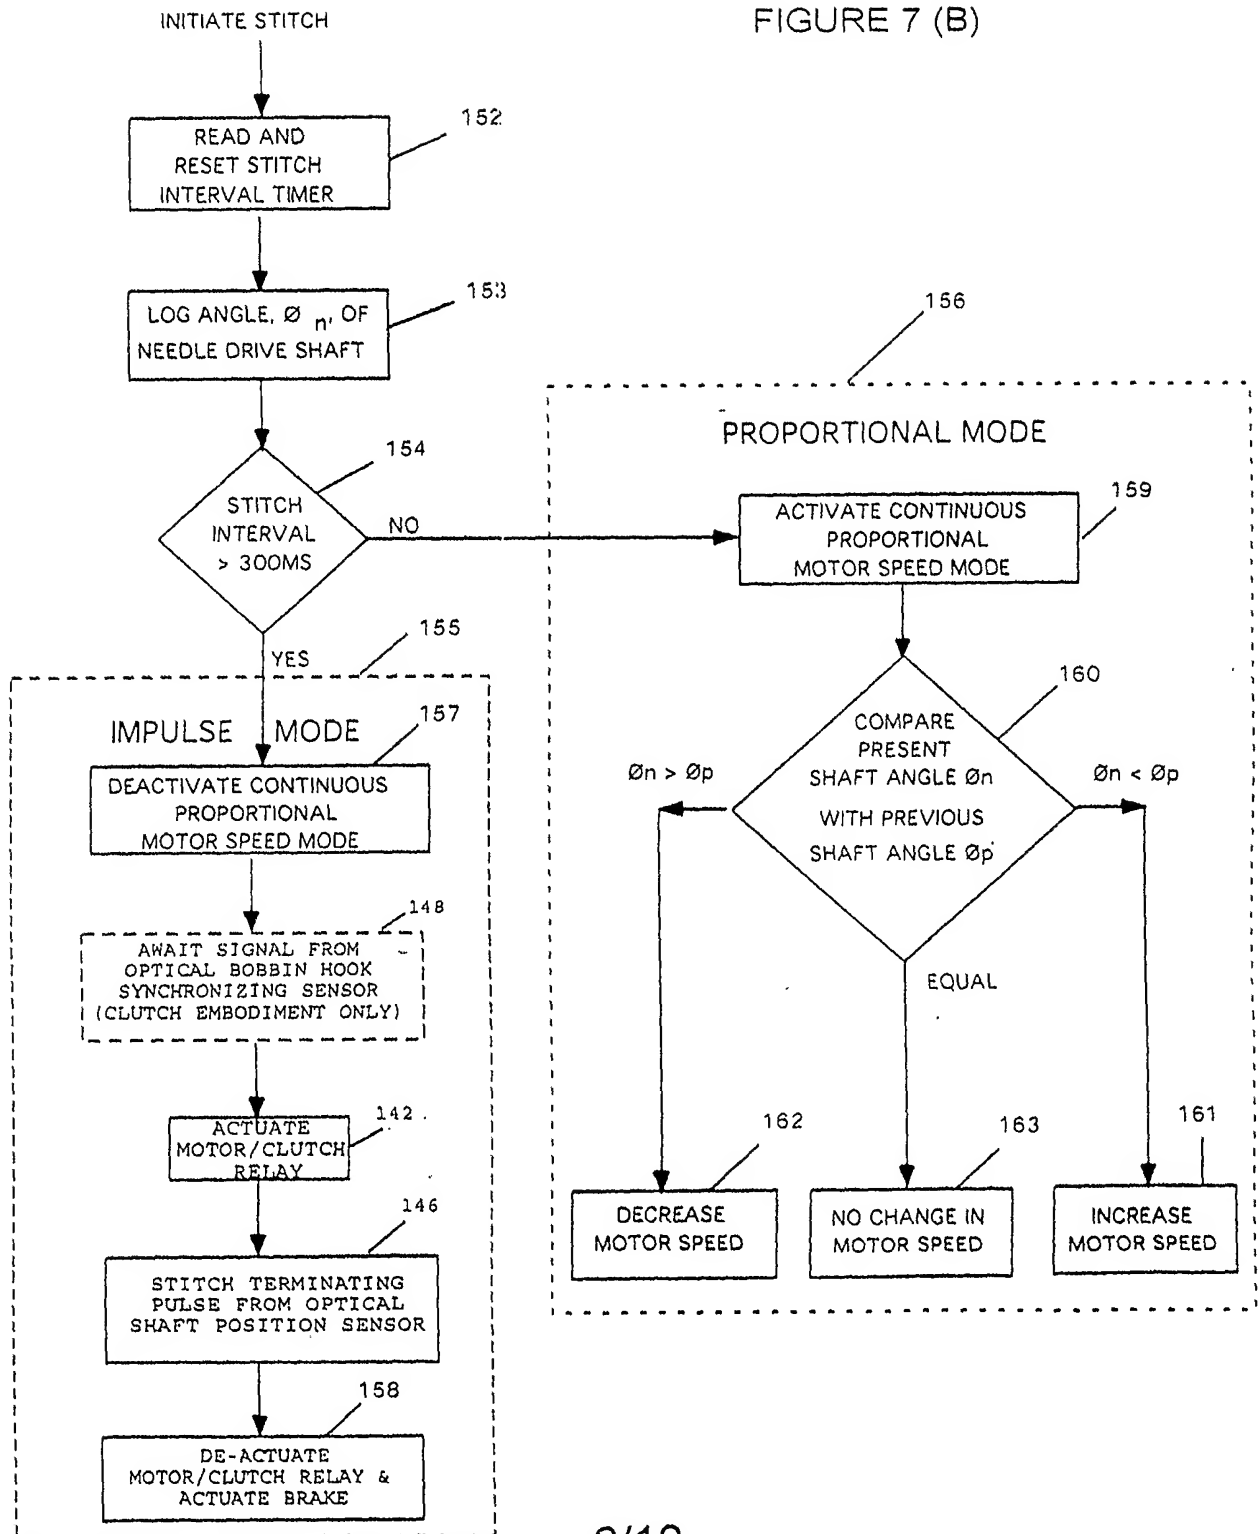 INITIATE STITCH
FIGURE 7 (B)
152
READ AND
RESET STITCH
INTERVAL TIMER
153
LOG ANGLE, Ø n, OF
NEEDLE DRIVE SHAFT
154
STITCH
INTERVAL
> 300MS
NO
YES
155
IMPULSE MODE
157
DEACTIVATE CONTINUOUS
PROPORTIONAL
MOTOR SPEED MODE
148
AWAIT SIGNAL FROM
OPTICAL BOBBIN HOOK
SYNCHRONIZING SENSOR
(CLUTCH EMBODIMENT ONLY)
142
ACTUATE
MOTOR/CLUTCH
RELAY
146
STITCH TERMINATING
PULSE FROM OPTICAL
SHAFT POSITION SENSOR
158
DE-ACTUATE
MOTOR/CLUTCH RELAY &
ACTUATE BRAKE
156
PROPORTIONAL MODE
159
ACTIVATE CONTINUOUS
PROPORTIONAL
MOTOR SPEED MODE
160
COMPARE
PRESENT
SHAFT ANGLE Øn
WITH PREVIOUS
SHAFT ANGLE Øp
Øn > Øp
Øn < Øp
EQUAL
162
DECREASE
MOTOR SPEED
163
NO CHANGE IN
MOTOR SPEED
161
INCREASE
MOTOR SPEED